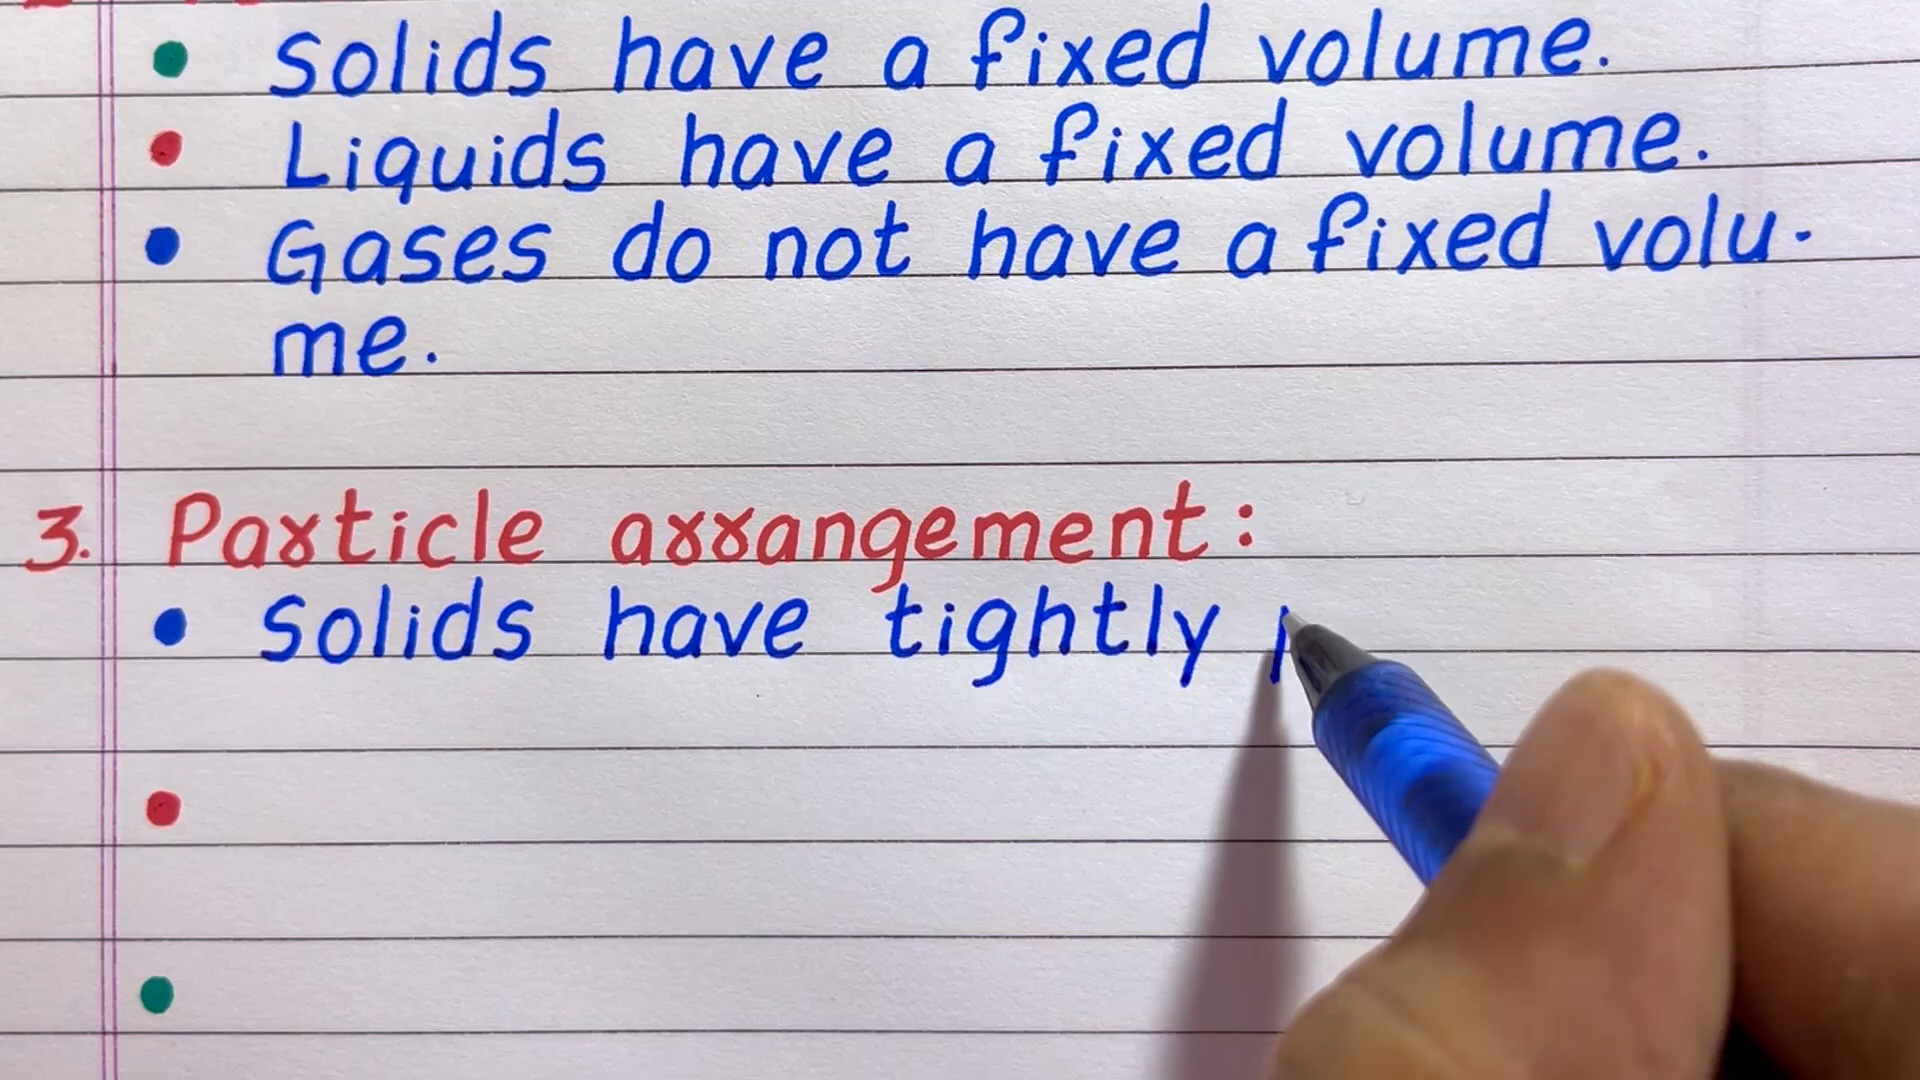 Solids have a fixed volume.
Liquids have a fixed volume.
Gases do not have a fixed volu-
me.
3. Particle arrangement:
Solids have tightly p